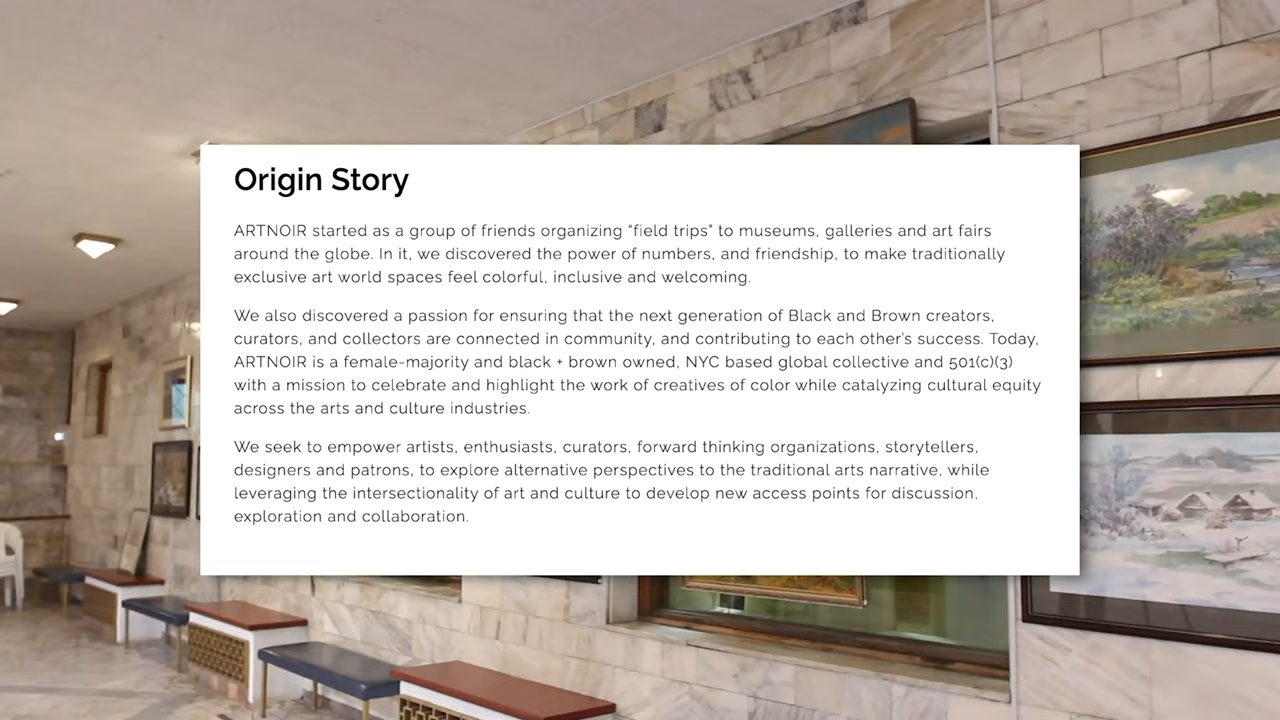 Origin Story
ARTNOIR started as a group of friends organizing “field trips” to museums, galleries and art fairs
around the globe. In it, we discovered the power of numbers, and friendship, to make traditionally
exclusive art world spaces feel colorful, inclusive and welcoming.
We also discovered a passion for ensuring that the next generation of Black and Brown creators,
curators, and collectors are connected in community, and contributing to each other’s success. Today,
ARTNOIR is a female-majority and black + brown owned, NYC based global collective and 501(c)(3)
with a mission to celebrate and highlight the work of creatives of color while catalyzing cultural equity
across the arts and culture industries.
We seek to empower artists, enthusiasts, curators, forward thinking organizations, storytellers,
designers and patrons, to explore alternative perspectives to the traditional arts narrative, while
leveraging the intersectionality of art and culture to develop new access points for discussion,
exploration and collaboration.